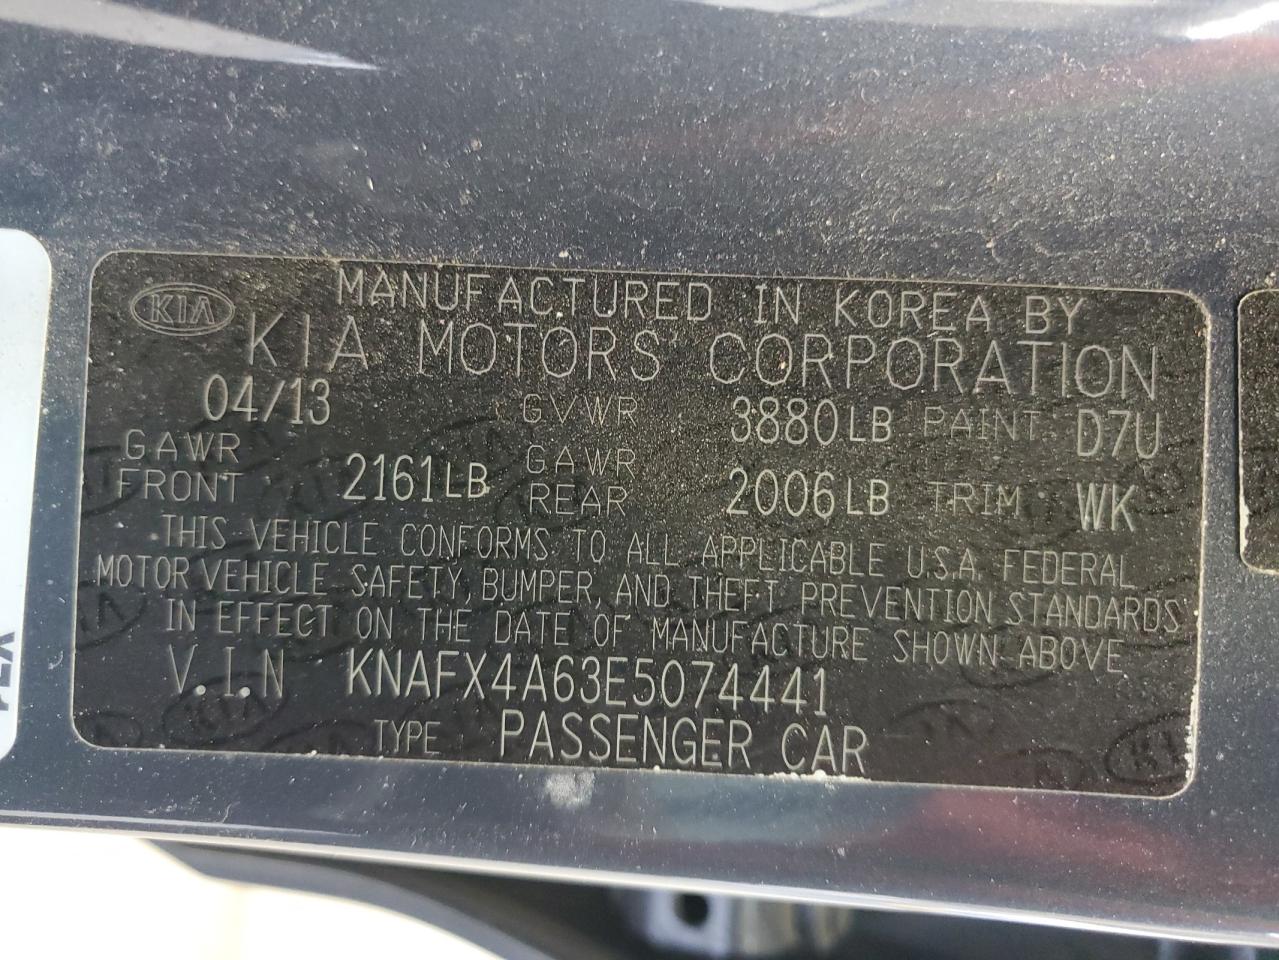 MANUFACTURED IN KOREA BY
KIA
KIA MOTORS CORPORATION
04/13 GVWR 3880LB PAINT D7U
GAWR FRONT 2161LB GAWR REAR 2006LB TRIM WK
THIS VEHICLE CONFORMS TO ALL APPLICABLE U.S.A. FEDERAL
MOTOR VEHICLE SAFETY, BUMPER, AND THEFT PREVENTION STANDARDS
IN EFFECT ON THE DATE OF MANUFACTURE SHOWN ABOVE.
V.I.N KNAFX4A63E5074441
TYPE PASSENGER CAR